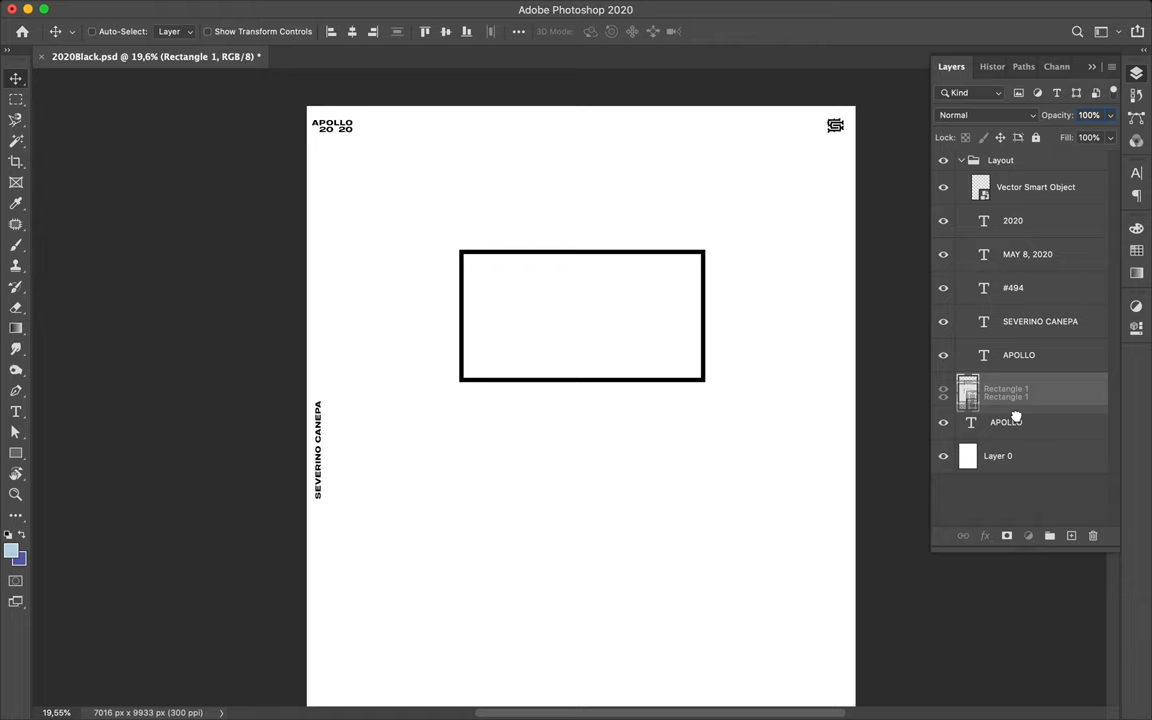 Adobe Photoshop 2020
Auto-Select:
Layer
Show Transform Controls
3D Mode:
2020Black.psd @ 19,6% (Rectangle 1, RGB/8) *
Layers
Histor
Paths
Chann
Kind
Normal
Opacity:
100%
Lock:
Fill:
100%
Layout
Vector Smart Object
2020
MAY 8, 2020
#494
SEVERINO CANEPA
APOLLO
Rectangle 1
Rectangle 1
APOLLO
Layer 0
APOLLO
20 20
SEVERINO CANEPA
19,55%
7016 px x 9933 px (300 ppi)